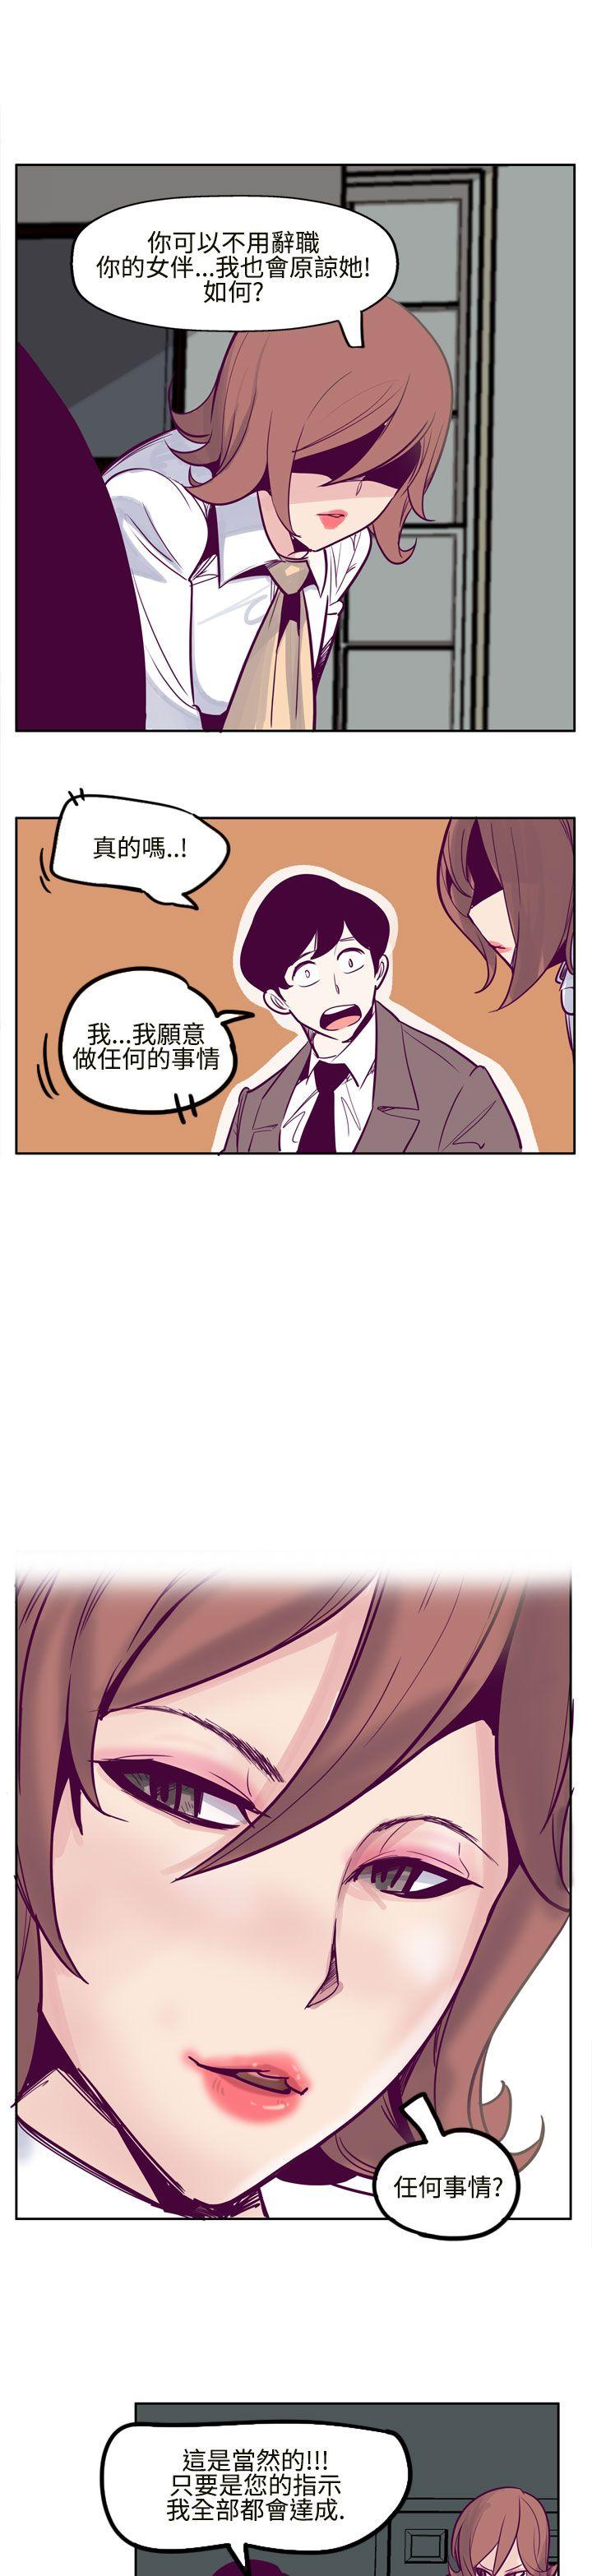 你可以不用辭職
你的女伴...我也會原諒她!
如何?
真的嗎..!
我...我願意
做任何的事情
任何事情?
這是當然的!!!
只要是您的指示
我全部都會達成.